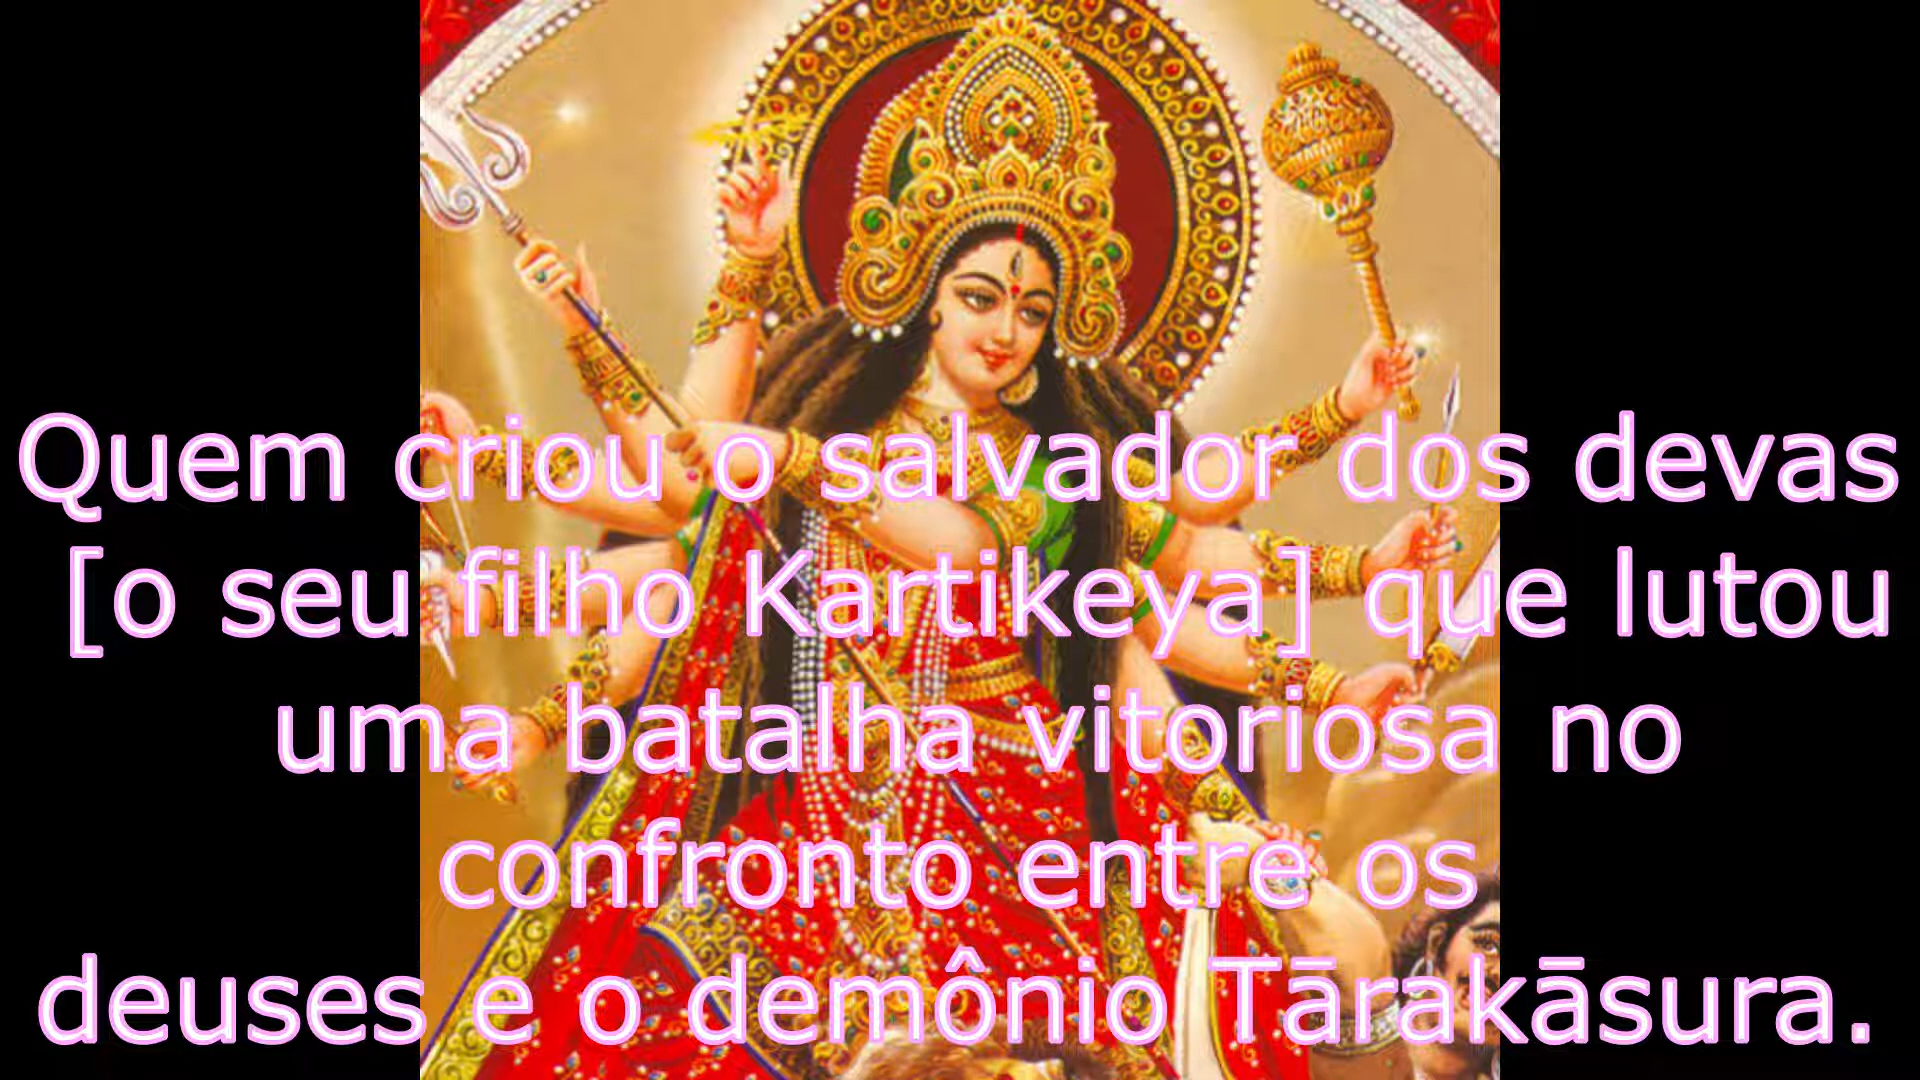 Quem criou o salvador dos devas
[o seu filho Kartikeya] que lutou
uma batalha vitoriosa no
confronto entre os
deuses e o demônio Tārakāsura.